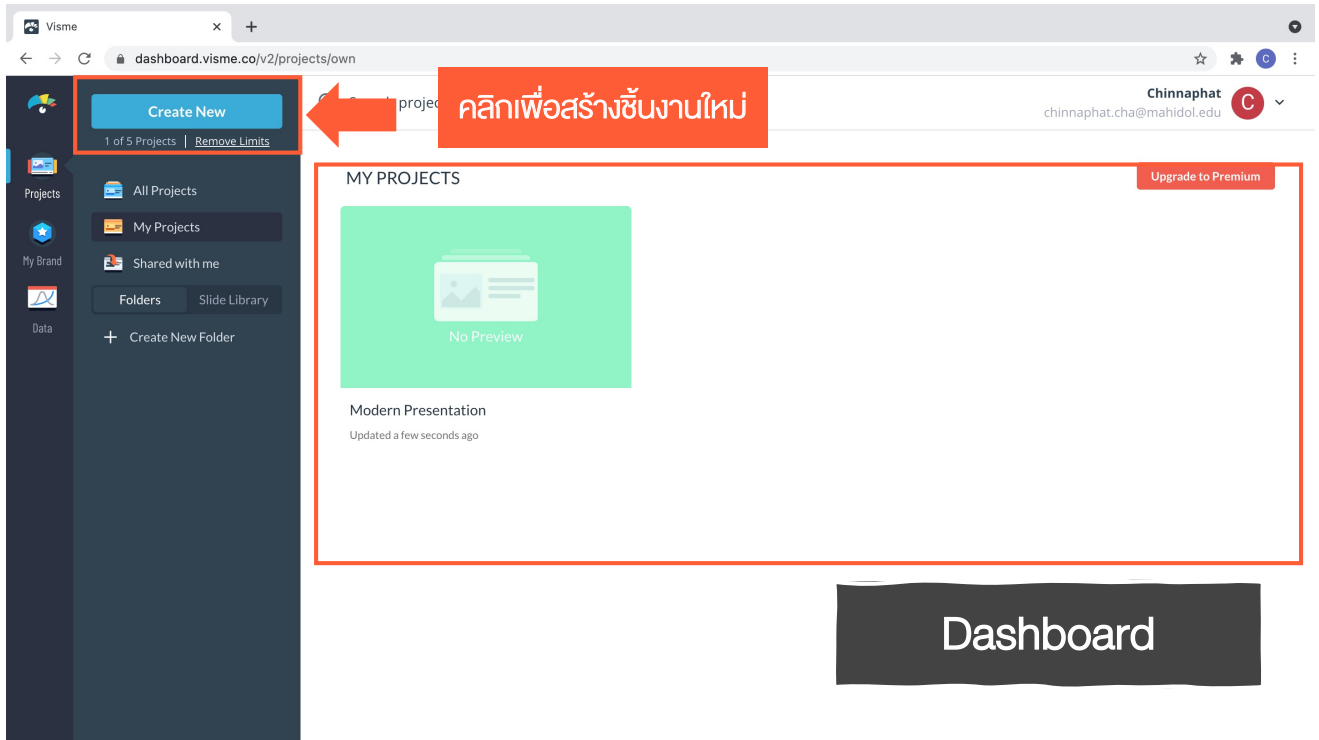 Visme
dashboard.visme.co/v2/projects/own
C
Create New
1 of 5 Projects | Remove Limits
คลิกเพื่อสร้างชิ้นงานใหม่
Chinnaphat
chinnaphat.cha@mahidol.edu
C
Projects
My Brand
Data
All Projects
My Projects
Shared with me
Folders Slide Library
+ Create New Folder
MY PROJECTS
Upgrade to Premium
No Preview
Modern Presentation
Updated a few seconds ago
Dashboard